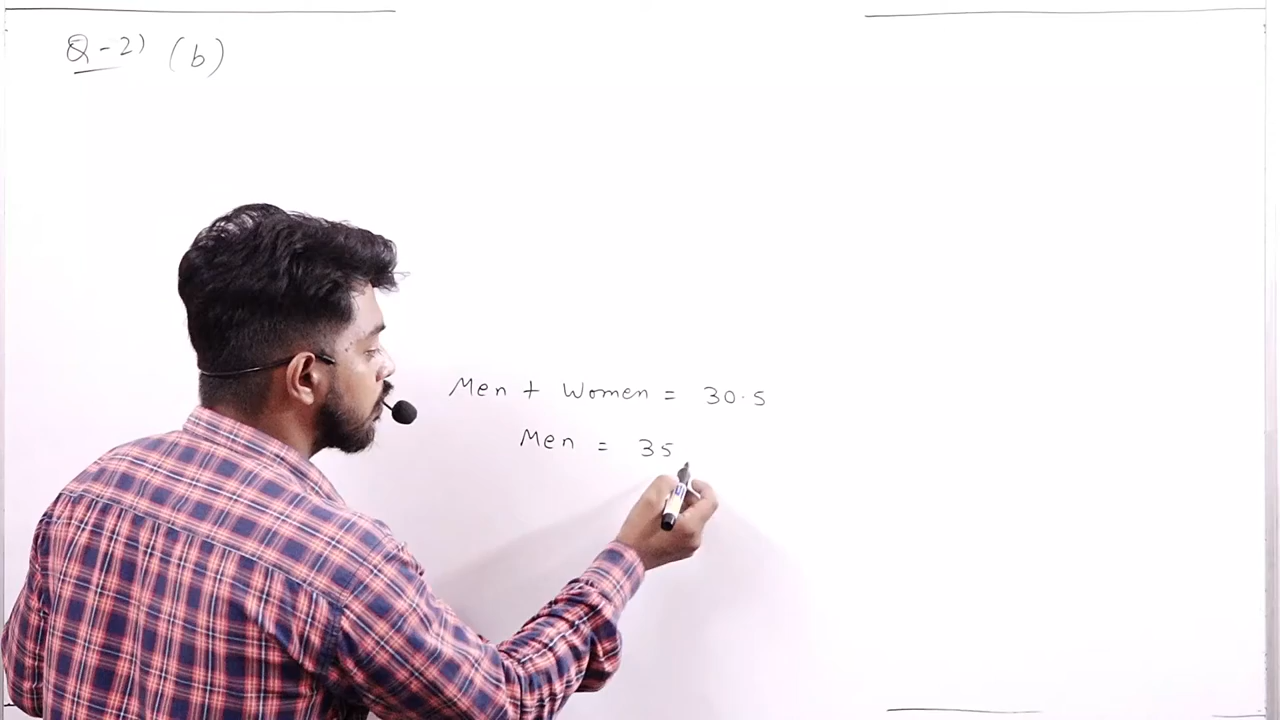 Q-2) (b)
Men + Women = 30.5
Men = 35